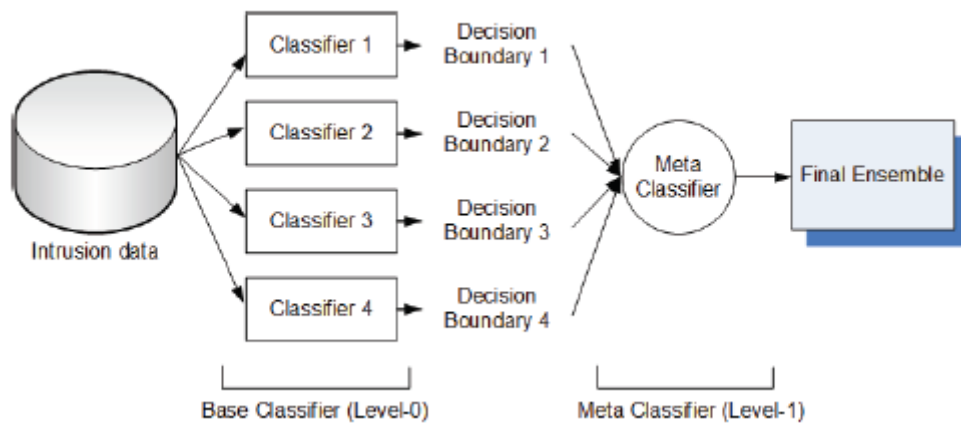 Classifier 1
Decision
Boundary 1
Classifier 2
Decision
Boundary 2
Classifier 3
Decision
Boundary 3
Classifier 4
Decision
Boundary 4
Intrusion data
Meta
Classifier
Final Ensemble
Base Classifier (Level-0)
Meta Classifier (Level-1)